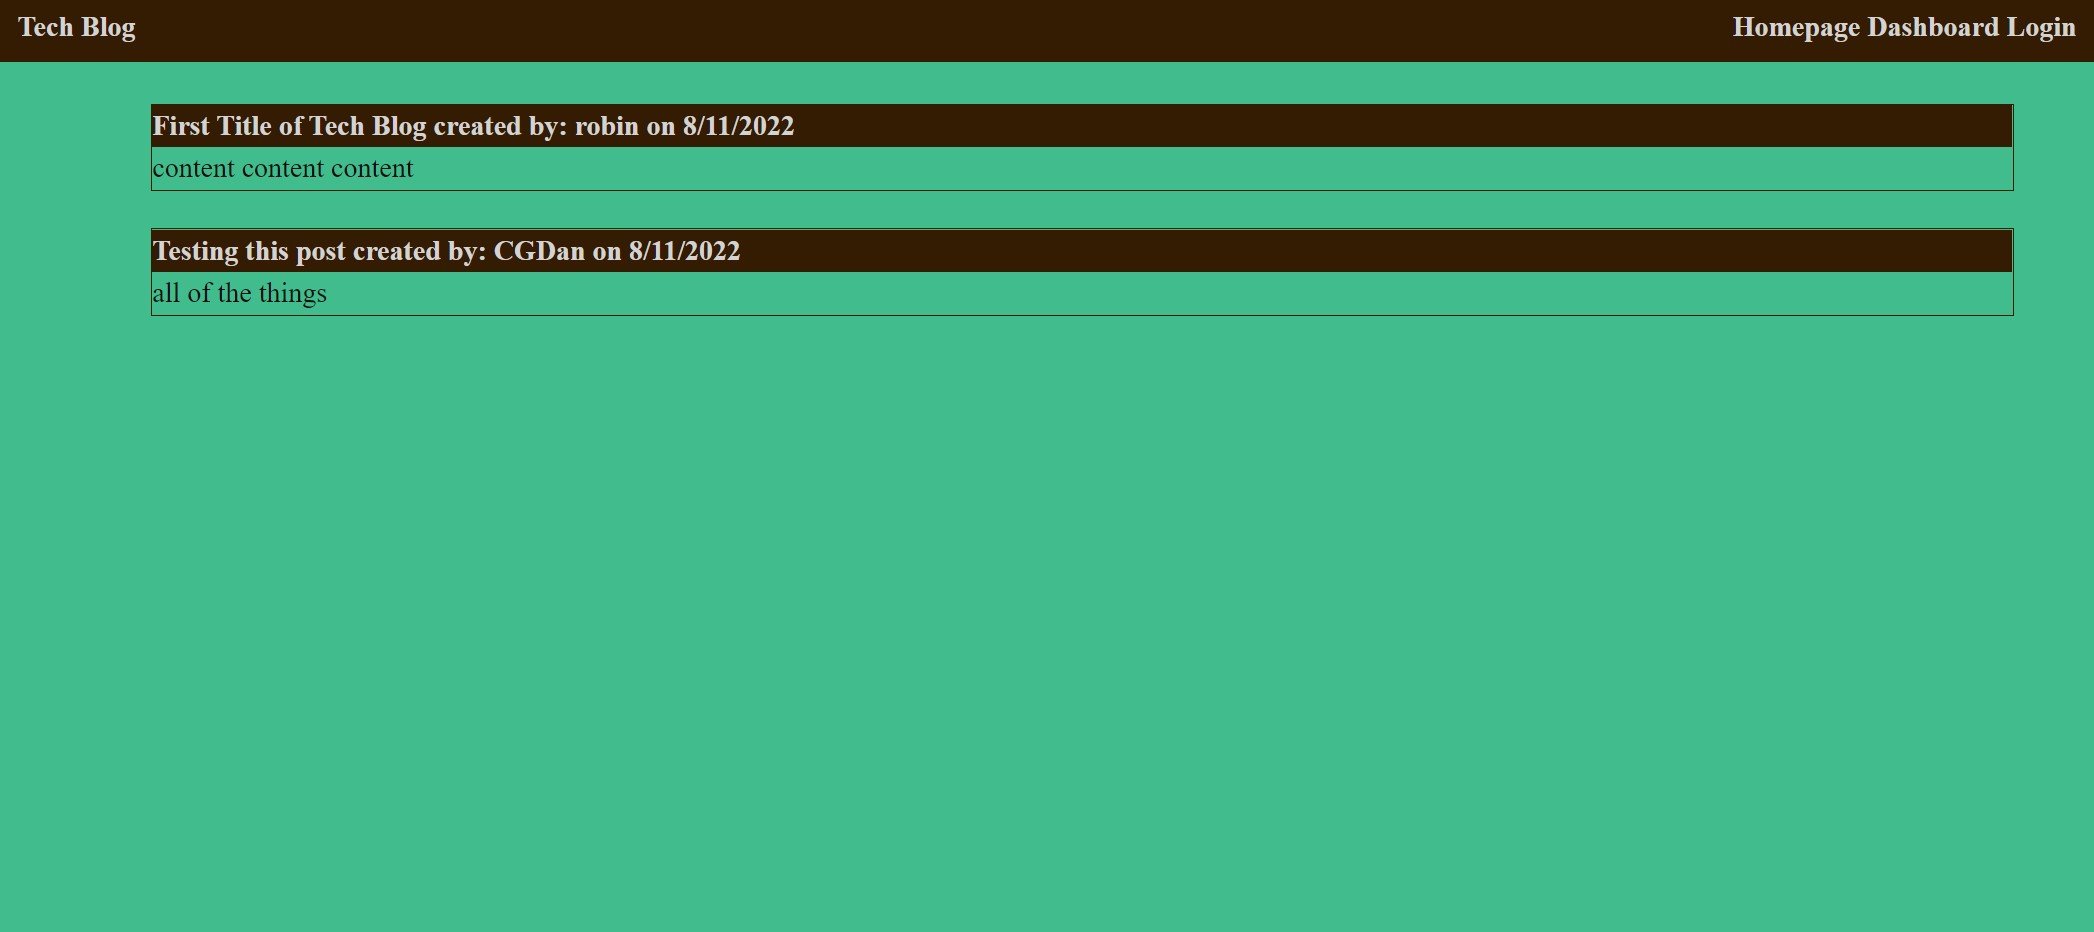 Tech Blog
Homepage Dashboard Login
First Title of Tech Blog created by: robin on 8/11/2022
content content content
Testing this post created by: CGDan on 8/11/2022
all of the things